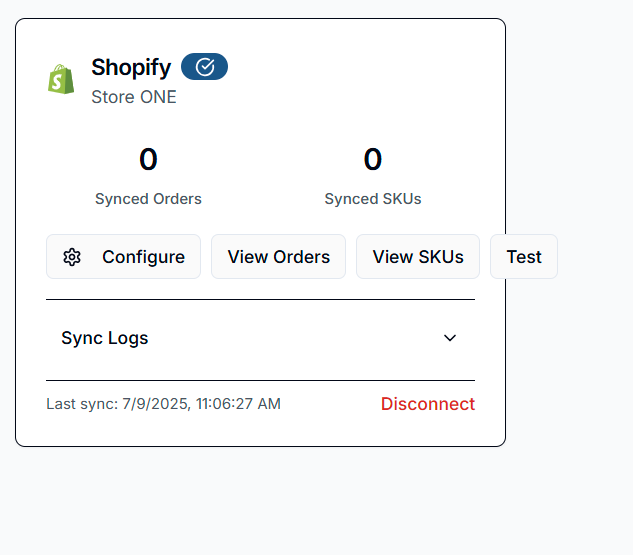 Shopify
Store ONE
0 0
Synced Orders Synced SKUs
Configure View Orders View SKUs Test
Sync Logs
Last sync: 7/9/2025, 11:06:27 AM Disconnect